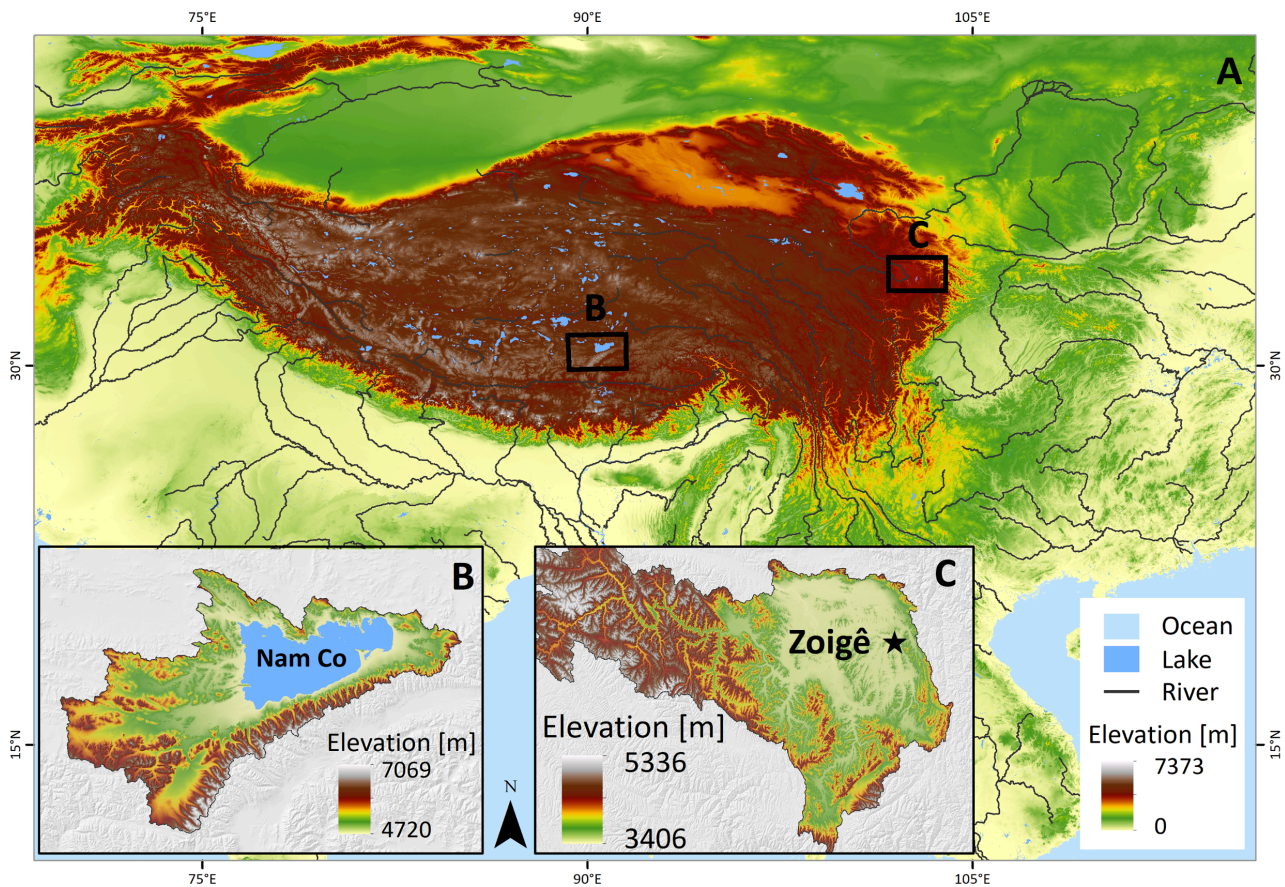 75°E 90°E 105°E
A
C
B
30°N 30°N
B
Nam Co
Elevation [m]
7069
4720
N
C
Zoigê
Elevation [m]
5336
3406
Ocean
Lake
River
Elevation [m]
7373
0
15°N 15°N
75°E 90°E 105°E